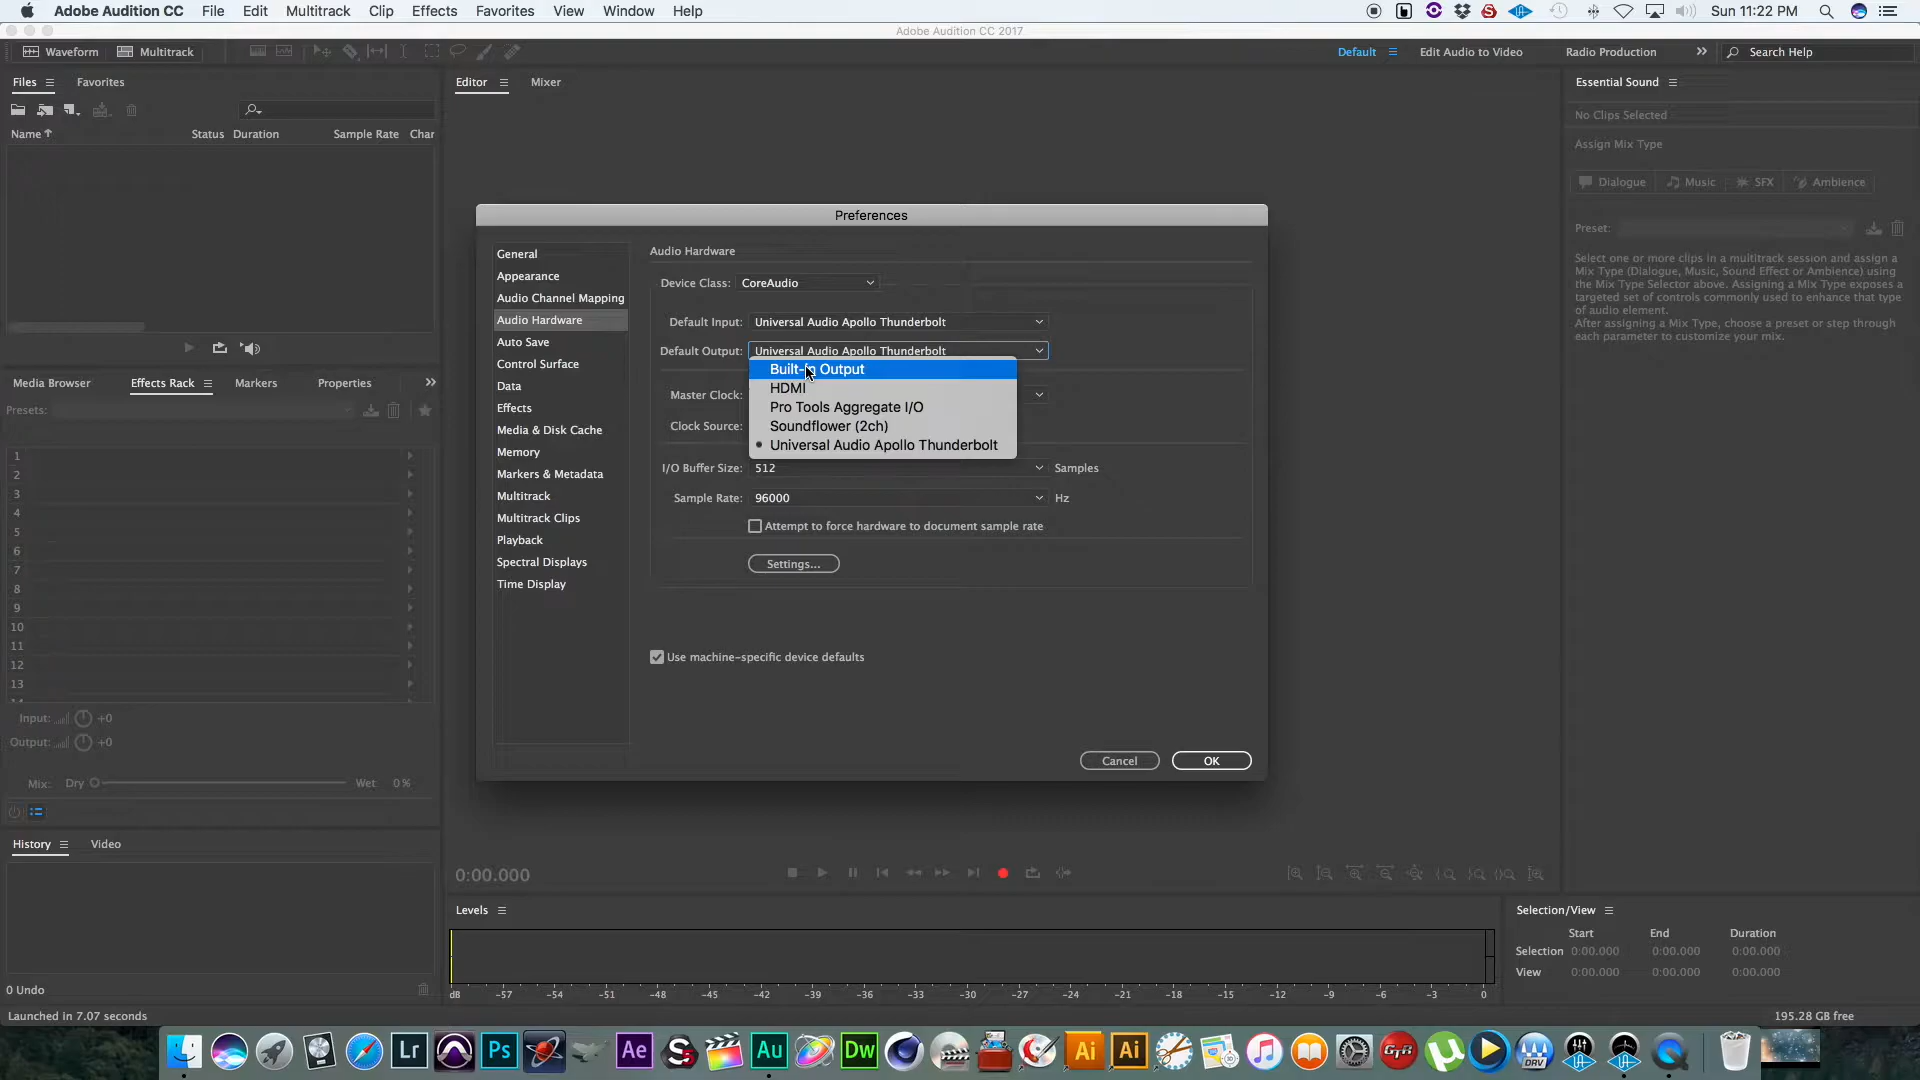 Adobe Audition CC File Edit Multitrack Clip Effects Favorites View Window Help Sun 11:22 PM
Adobe Audition CC 2017
Waveform Multitrack Default Edit Audio to Video Radio Production Search Help
Files Favorites
Name Status Duration Sample Rate Char
Editor Mixer
Essential Sound
No Clips Selected
Assign Mix Type
Dialogue Music SFX Ambience
Preset:
Select one or more clips in a multitrack session and assign a
Mix Type (Dialogue, Music, Sound Effect or Ambience) using
the Mix Type Selector above. Assigning a Mix Type exposes a
targeted set of controls commonly used to enhance that type
of audio element.
After assigning a Mix Type, choose a preset or step through
each parameter to customize your mix.
Preferences
General
Appearance
Audio Channel Mapping
Audio Hardware
Auto Save
Control Surface
Data
Effects
Media & Disk Cache
Memory
Markers & Metadata
Multitrack
Multitrack Clips
Playback
Spectral Displays
Time Display
Audio Hardware
Device Class: CoreAudio
Default Input: Universal Audio Apollo Thunderbolt
Default Output: Universal Audio Apollo Thunderbolt
Built-in Output
HDMI
Pro Tools Aggregate I/O
Soundflower (2ch)
Universal Audio Apollo Thunderbolt
Master Clock:
Clock Source:
I/O Buffer Size: 512 Samples
Sample Rate: 96000 Hz
Attempt to force hardware to document sample rate
Settings...
Use machine-specific device defaults
Cancel OK
Media Browser Effects Rack Markers Properties
Presets:
1
2
3
4
5
6
7
8
9
10
11
12
13
Input: +0
Output: +0
Mix: Dry Wet 0 %
History Video
0 Undo
0:00.000
Levels
dB -57 -54 -51 -48 -45 -42 -39 -36 -33 -30 -27 -24 -21 -18 -15 -12 -9 -6 -3 0
Selection/View
Start End Duration
Selection 0:00.000 0:00.000 0:00.000
View 0:00.000 0:00.000 0:00.000
Launched in 7.07 seconds
195.28 GB free
Lr Ps Ae Au Dw Ai Ai GTR DRV